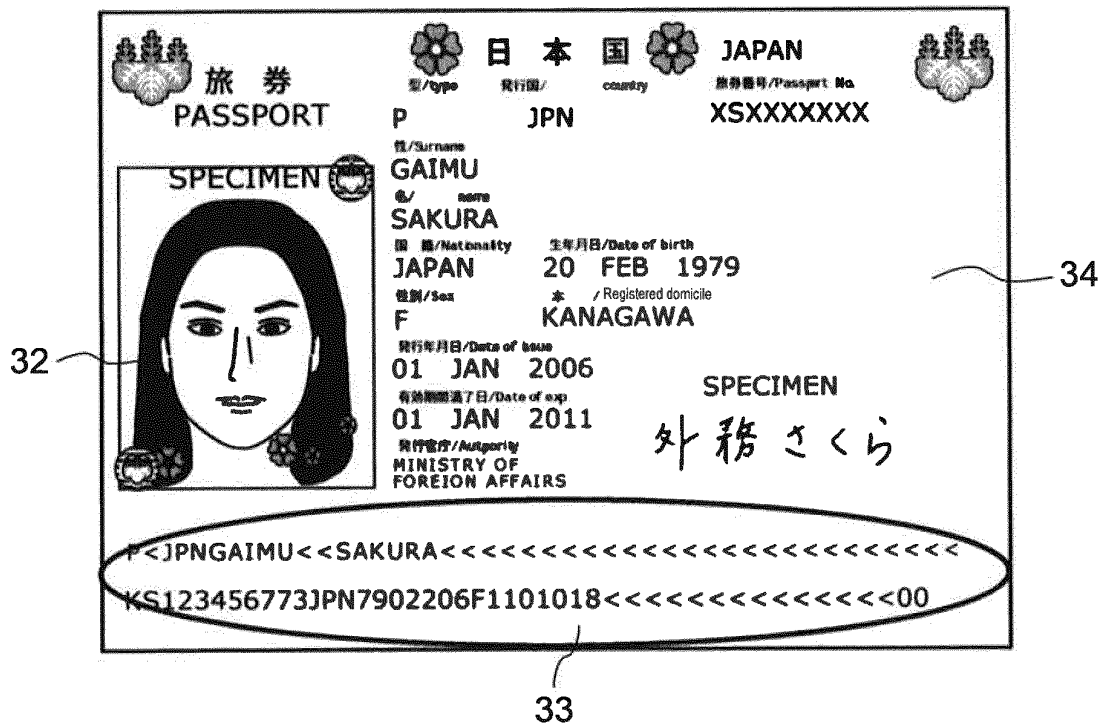 旅 券
PASSPORT
日 本 国 JAPAN
型/type 発行国/ country 旅券番号/Passport No.
P JPN XSXXXXXXX
姓/Surname
GAIMU
名/ name
SAKURA
国 籍/Nationality 生年月日/Date of birth
JAPAN 20 FEB 1979
性別/Sex 本 / Registered domicile
F KANAGAWA
発行年月日/Date of issue
01 JAN 2006
有効期間満了日/Date of exp
01 JAN 2011
発行官庁/Autgority
MINISTRY OF
FOREION AFFAIRS
SPECIMEN
SPECIMEN
外務さくら
P<JPNGAIMU<<SAKURA<<<<<<<<<<<<<<<<<<<<<<<<<<
KS123456773JPN7902206F1101018<<<<<<<<<<<<<<<00
32
34
33